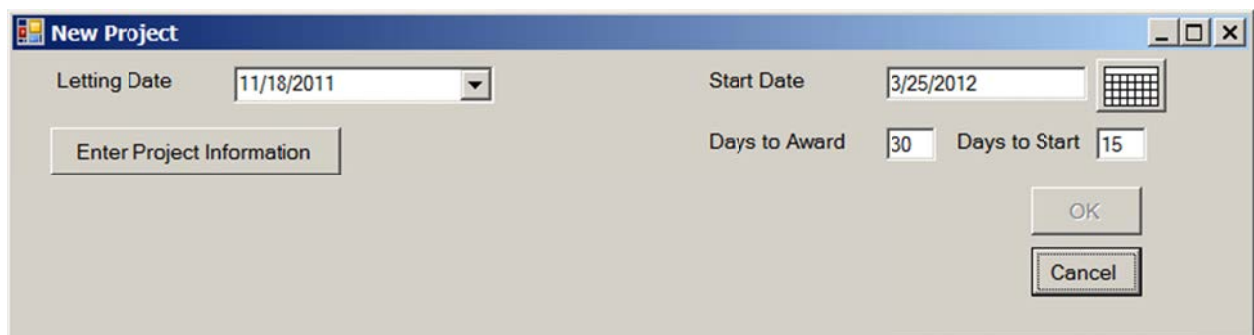 New Project
Letting Date 11/18/2011 Start Date 3/25/2012
Enter Project Information Days to Award 30 Days to Start 15
OK
Cancel